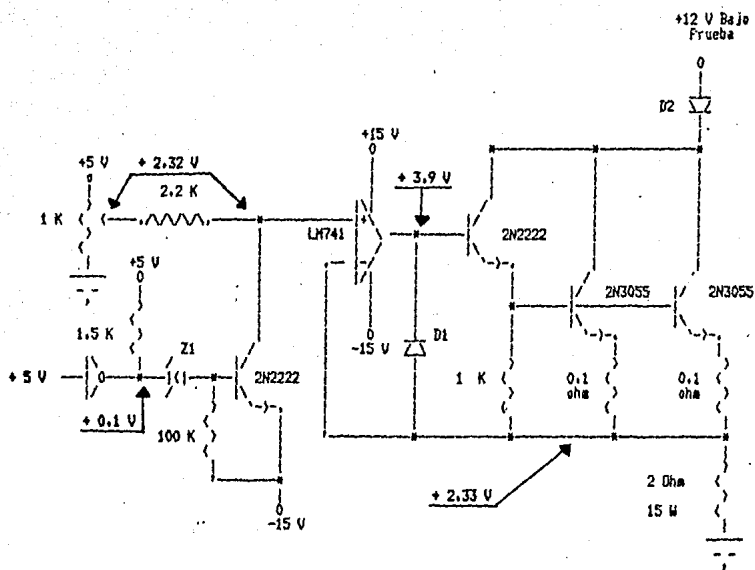 +12 V Bajo
Prueba
D2
+15 V
+5 V
+ 2.32 V
2.2 K
+ 3.9 V
1 K
LM741
+
2N2222
2N3055
2N3055
+5 V
-15 V
D1
1.5 K
Z1
+ 5V
2N2222
1 K
0.1
ohm
0.1
ohm
+ 0.1 V
100 K
+ 2.33 V
2 Ohm
15 W
-15 V